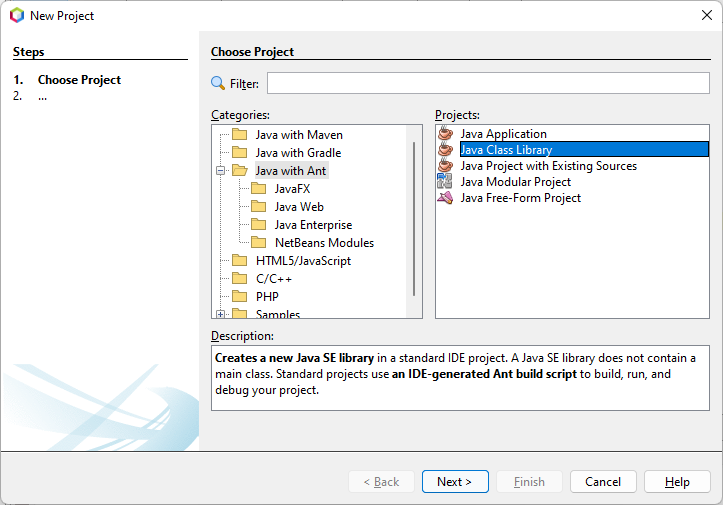 New Project
Steps
1. Choose Project
2. ...
Choose Project
Filter:
Categories:
Java with Maven
Java with Gradle
Java with Ant
JavaFX
Java Web
Java Enterprise
NetBeans Modules
HTML5/JavaScript
C/C++
PHP
Samples
Projects:
Java Application
Java Class Library
Java Project with Existing Sources
Java Modular Project
Java Free-Form Project
Description:
Creates a new Java SE library in a standard IDE project. A Java SE library does not contain a
main class. Standard projects use an IDE-generated Ant build script to build, run, and
debug your project.
< Back
Next >
Finish
Cancel
Help